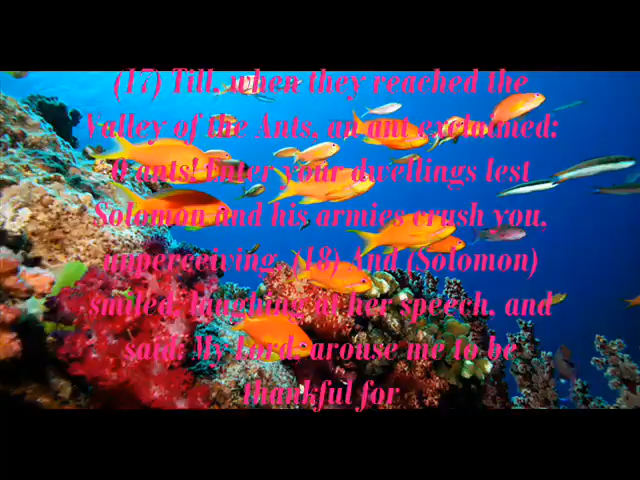 (17) Till, when they reached the
Valley of the Ants, an ant exclaimed:
O ants! Enter your dwellings lest
Solomon and his armies crush you,
unperceiving. (18) And (Solomon)
smiled, laughing at her speech, and
said: My Lord; arouse me to be
thankful for